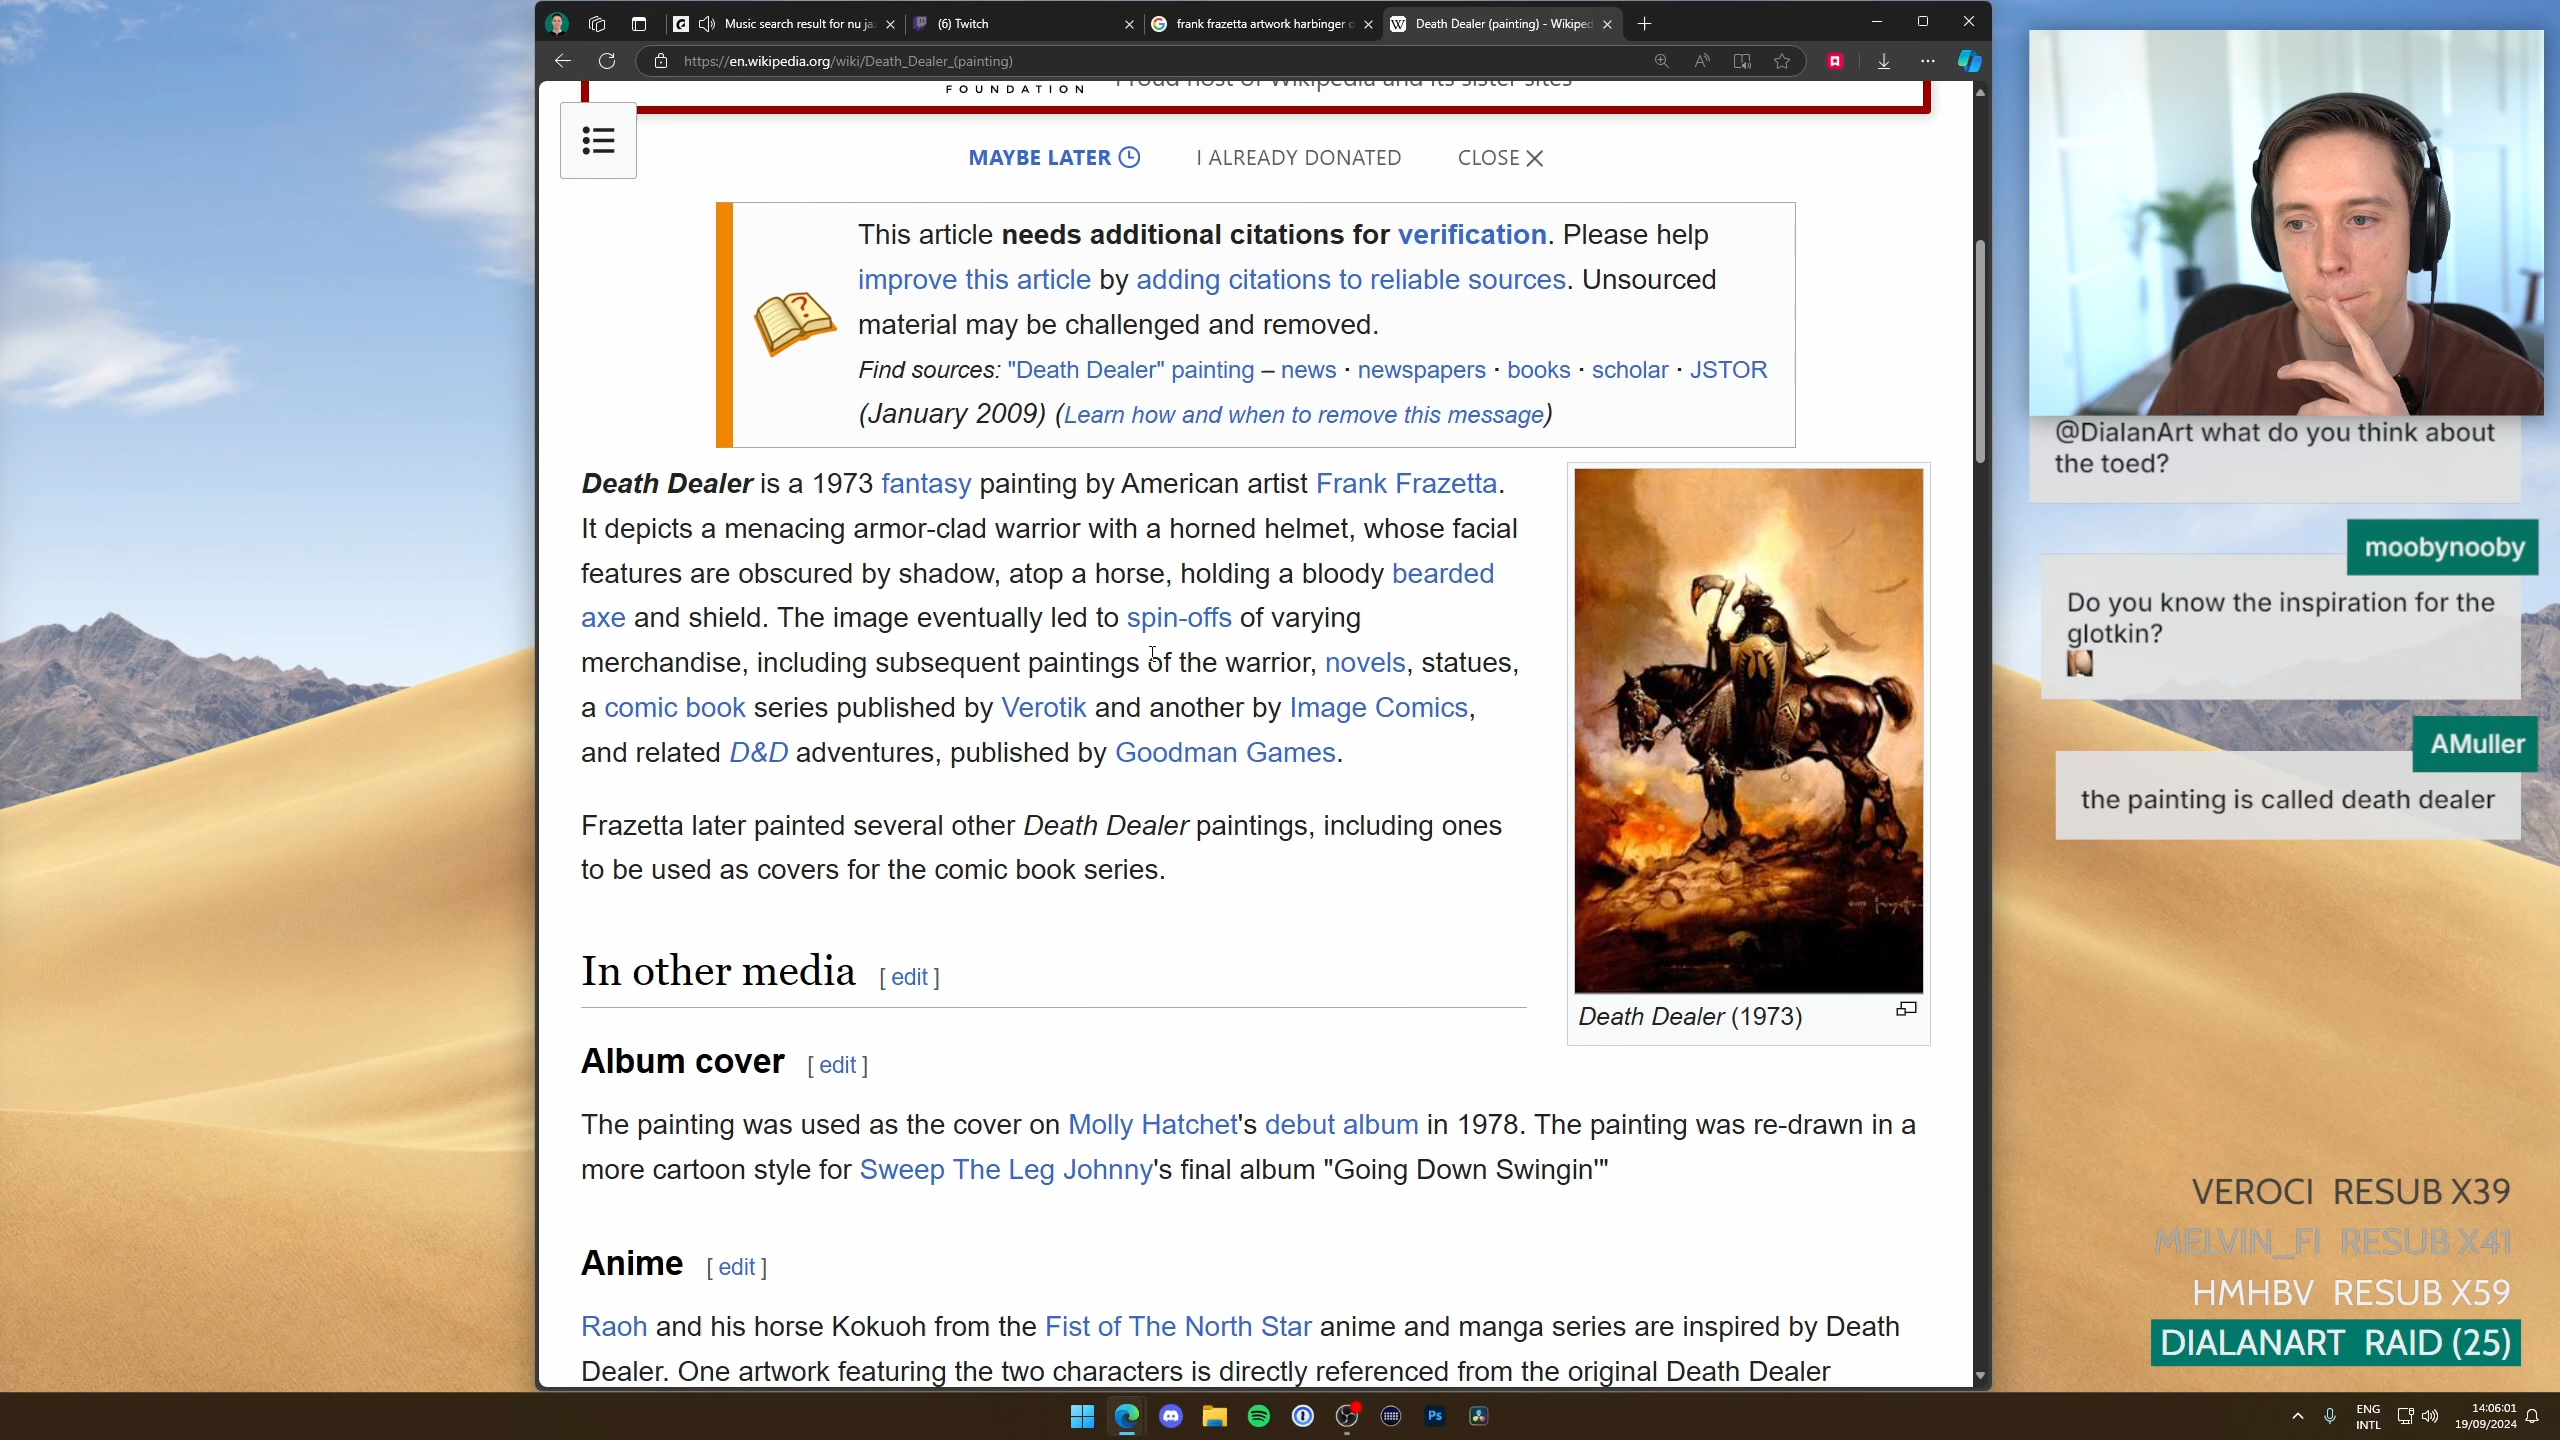 Music search result for nu ja
(6) Twitch
frank frazetta artwork harbinger o
Death Dealer (painting) - Wikiped
https://en.wikipedia.org/wiki/Death_Dealer_(painting)
FOUNDATION
Proud host of Wikipedia and its sister sites
MAYBE LATER
I ALREADY DONATED
CLOSE
This article needs additional citations for verification. Please help
improve this article by adding citations to reliable sources. Unsourced
material may be challenged and removed.
Find sources: "Death Dealer" painting – news · newspapers · books · scholar · JSTOR
(January 2009) (Learn how and when to remove this message)
Death Dealer is a 1973 fantasy painting by American artist Frank Frazetta.
It depicts a menacing armor-clad warrior with a horned helmet, whose facial
features are obscured by shadow, atop a horse, holding a bloody bearded
axe and shield. The image eventually led to spin-offs of varying
merchandise, including subsequent paintings of the warrior, novels, statues,
a comic book series published by Verotik and another by Image Comics,
and related D&D adventures, published by Goodman Games.
Frazetta later painted several other Death Dealer paintings, including ones
to be used as covers for the comic book series.
Death Dealer (1973)
In other media [ edit ]
Album cover [ edit ]
The painting was used as the cover on Molly Hatchet's debut album in 1978. The painting was re-drawn in a
more cartoon style for Sweep The Leg Johnny's final album "Going Down Swingin'"
Anime [ edit ]
Raoh and his horse Kokuoh from the Fist of The North Star anime and manga series are inspired by Death
Dealer. One artwork featuring the two characters is directly referenced from the original Death Dealer
@DialanArt what do you think about
the toed?
moobynooby
Do you know the inspiration for the
glotkin?
AMuller
the painting is called death dealer
VEROCI RESUB X39
MELVIN_FI RESUB X41
HMHBV RESUB X59
DIALANART RAID (25)
Ps
ENG
INTL
14:06:01
19/09/2024